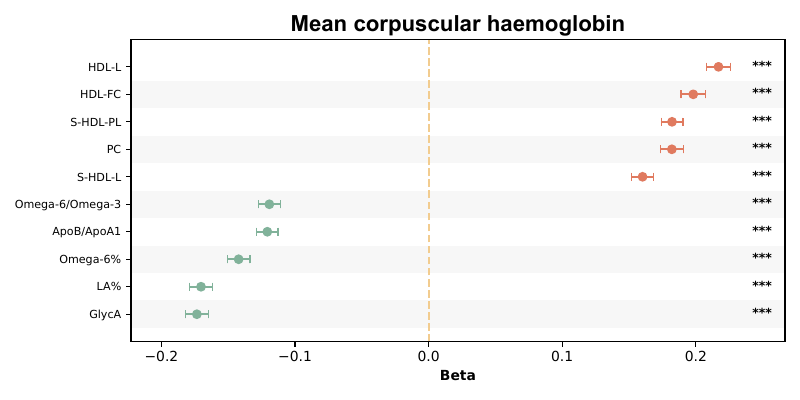 Mean corpuscular haemoglobin
HDL-L ***
HDL-FC ***
S-HDL-PL ***
PC ***
S-HDL-L ***
Omega-6/Omega-3 ***
ApoB/ApoA1 ***
Omega-6% ***
LA% ***
GlycA ***
−0.2 −0.1 0.0 0.1 0.2
Beta